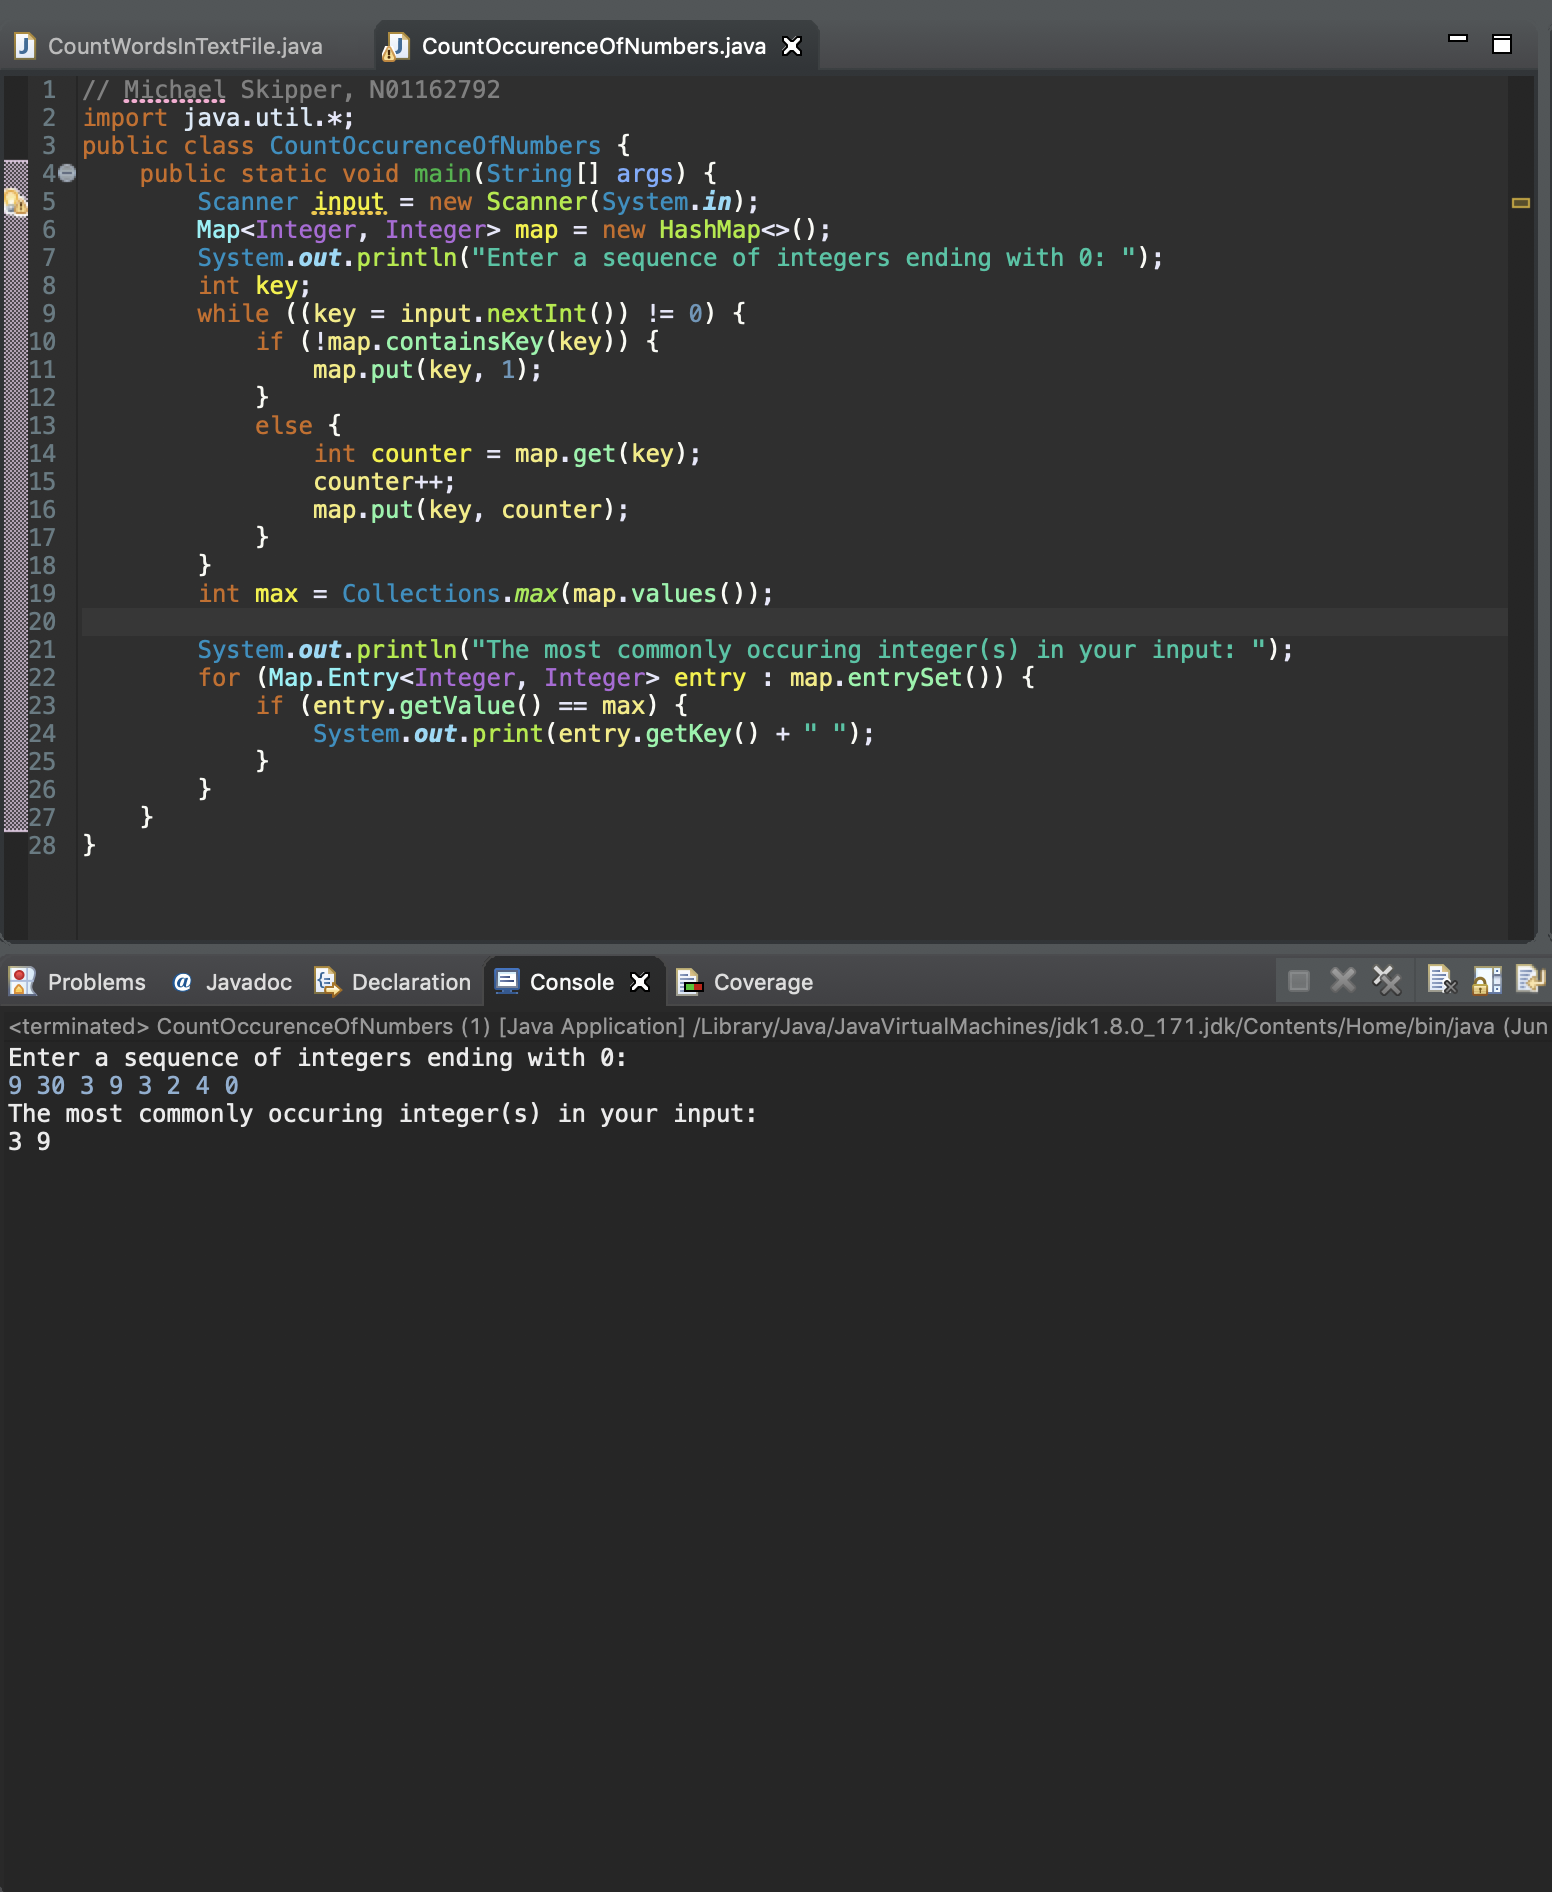 CountWordsInTextFile.java CountOccurenceOfNumbers.java
1 // Michael Skipper, N01162792
2 import java.util.*;
3 public class CountOccurenceOfNumbers {
4     public static void main(String[] args) {
5         Scanner input = new Scanner(System.in);
6         Map<Integer, Integer> map = new HashMap<>();
7         System.out.println("Enter a sequence of integers ending with 0: ");
8         int key;
9         while ((key = input.nextInt()) != 0) {
10             if (!map.containsKey(key)) {
11                 map.put(key, 1);
12             }
13             else {
14                 int counter = map.get(key);
15                 counter++;
16                 map.put(key, counter);
17             }
18         }
19         int max = Collections.max(map.values());
20
21         System.out.println("The most commonly occuring integer(s) in your input: ");
22         for (Map.Entry<Integer, Integer> entry : map.entrySet()) {
23             if (entry.getValue() == max) {
24                 System.out.print(entry.getKey() + " ");
25             }
26         }
27     }
28 }
Problems @ Javadoc Declaration Console Coverage
<terminated> CountOccurenceOfNumbers (1) [Java Application] /Library/Java/JavaVirtualMachines/jdk1.8.0_171.jdk/Contents/Home/bin/java (Jun
Enter a sequence of integers ending with 0:
9 30 3 9 3 2 4 0
The most commonly occuring integer(s) in your input:
3 9